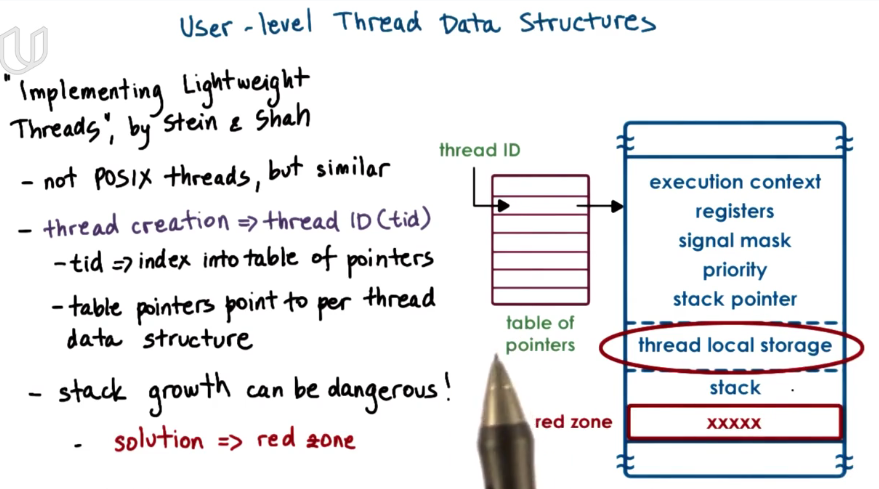 User-level Thread Data Structures
"Implementing Lightweight
Threads", by Stein & Shah
- not POSIX threads, but similar
- thread creation => thread ID (tid)
- tid => index into table of pointers
- table pointers point to per thread
data structure
- stack growth can be dangerous!
- solution => red zone
thread ID
table of
pointers
execution context
registers
signal mask
priority
stack pointer
thread local storage
stack
red zone
xxxxx